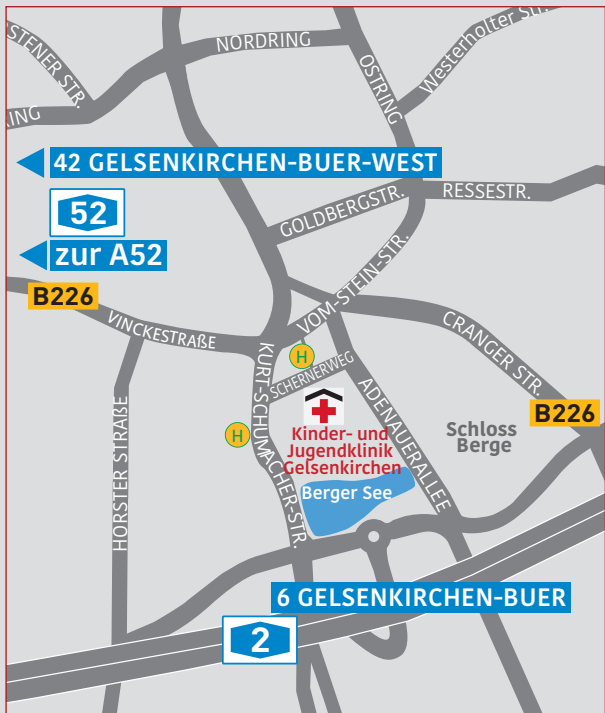 NORDRING
Westerholter Str.
STENER STR.
OSTRING
RING
42 GELSENKIRCHEN-BUER-WEST
52
GOLDBERGSTR.
RESSESTR.
zur A52
B226
VOM-STEIN-STR.
VINCKESTRAßE
CRANGER STR.
H
SCHERNERWEG
KURT-SCHUMACHER-STR.
ADENAUERALLEE
HORSTER STRAßE
B226
H
Kinder- und
Jugendklinik
Gelsenkirchen
Schloss
Berge
Berger See
6 GELSENKIRCHEN-BUER
2